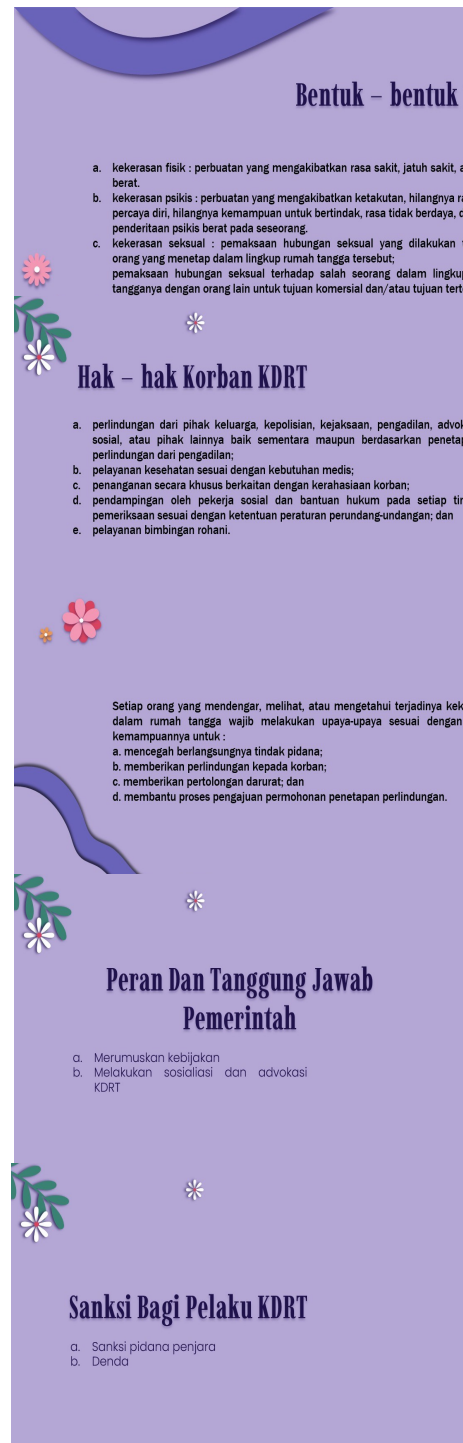 Bentuk – bentuk
a. kekerasan fisik : perbuatan yang mengakibatkan rasa sakit, jatuh sakit,
berat.
b. kekerasan psikis : perbuatan yang mengakibatkan ketakutan, hilangnya
percaya diri, hilangnya kemampuan untuk bertindak, rasa tidak berdaya,
penderitaan psikis berat pada seseorang.
c. kekerasan seksual : pemaksaan hubungan seksual yang dilakukan
orang yang menetap dalam lingkup rumah tangga tersebut;
pemaksaan hubungan seksual terhadap salah seorang dalam lingkup
tangganya dengan orang lain untuk tujuan komersial dan/atau tujuan
Hak – hak Korban KDRT
a. perlindungan dari pihak keluarga, kepolisian, kejaksaan, pengadilan,
sosial, atau pihak lainnya baik sementara maupun berdasarkan
perlindungan dari pengadilan;
b. pelayanan kesehatan sesuai dengan kebutuhan medis;
c. penanganan secara khusus berkaitan dengan kerahasiaan korban;
d. pendampingan oleh pekerja sosial dan bantuan hukum pada setiap
pemeriksaan sesuai dengan ketentuan peraturan perundang-undangan; dan
e. pelayanan bimbingan rohani.
Setiap orang yang mendengar, melihat, atau mengetahui terjadinya
dalam rumah tangga wajib melakukan upaya-upaya sesuai dengan
kemampuannya untuk :
a. mencegah berlangsungnya tindak pidana;
b. memberikan perlindungan kepada korban;
c. memberikan pertolongan darurat; dan
d. membantu proses pengajuan permohonan penetapan perlindungan.
Peran Dan Tanggung Jawab
Pemerintah
a. Merumuskan kebijakan
b. Melakukan sosialiasi dan advokasi
KDRT
Sanksi Bagi Pelaku KDRT
a. Sanksi pidana penjara
b. Denda